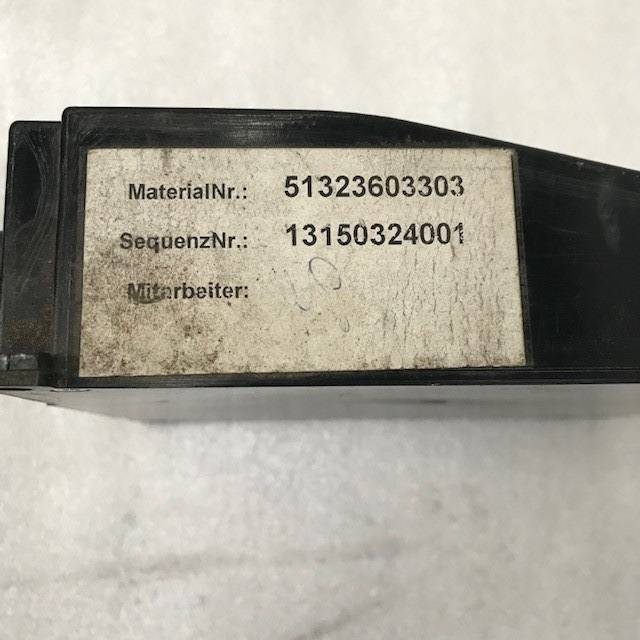 MaterialNr.: 51323603303
SequenzNr.: 13150324001
Mitarbeiter: